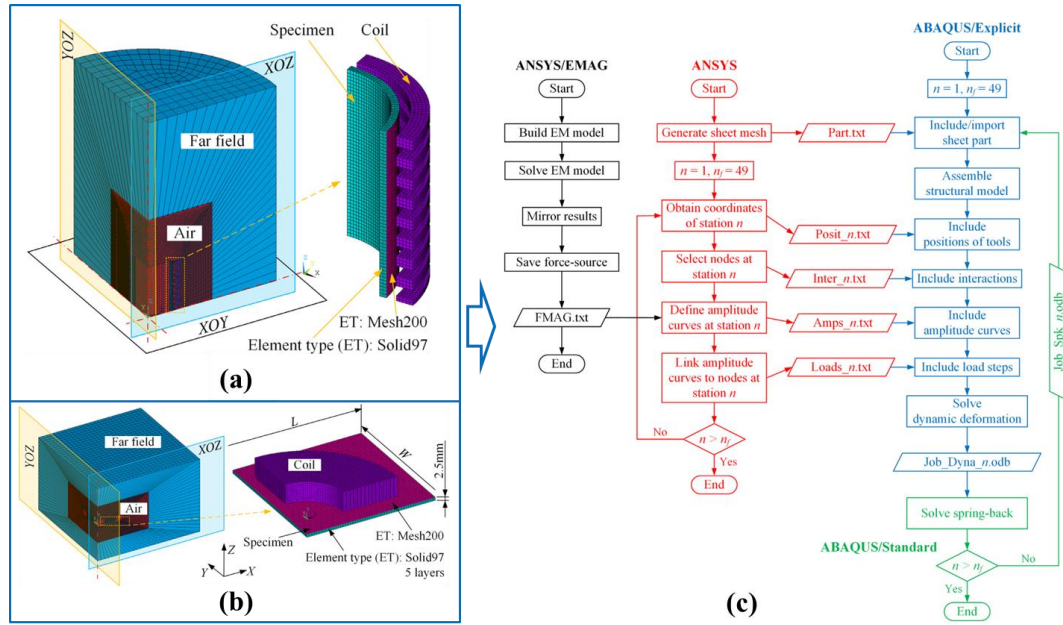 (a)
Specimen
Coil
YOZ
XOZ
Far field
Air
z
Y
X
XOY
ET: Mesh200
Element type (ET): Solid97
(b)
YOZ
Far field
XOZ
Air
L
W
2.5mm
Coil
ET: Mesh200
Specimen
Element type (ET): Solid97
5 layers
Z
Y
X
(c)
ANSYS/EMAG
Start
Build EM model
Solve EM model
Mirror results
Save force-source
FMAG.txt
End
ANSYS
Start
Generate sheet mesh
n = 1, nf = 49
Obtain coordinates
of station n
Select nodes at
station n
Define amplitude
curves at station n
Link amplitude
curves to nodes at
station n
No
n > nf
Yes
End
Part.txt
Posit_n.txt
Inter_n.txt
Amps_n.txt
Loads_n.txt
ABAQUS/Explicit
Start
n = 1, nf = 49
Include/import
sheet part
Assemble
structural model
Include
positions of tools
Include interactions
Include
amplitude curves
Include load steps
Solve
dynamic deformation
Job_Dyna_n.odb
Solve spring-back
ABAQUS/Standard
n > nf
No
Yes
End
Job_Spk_n.odb